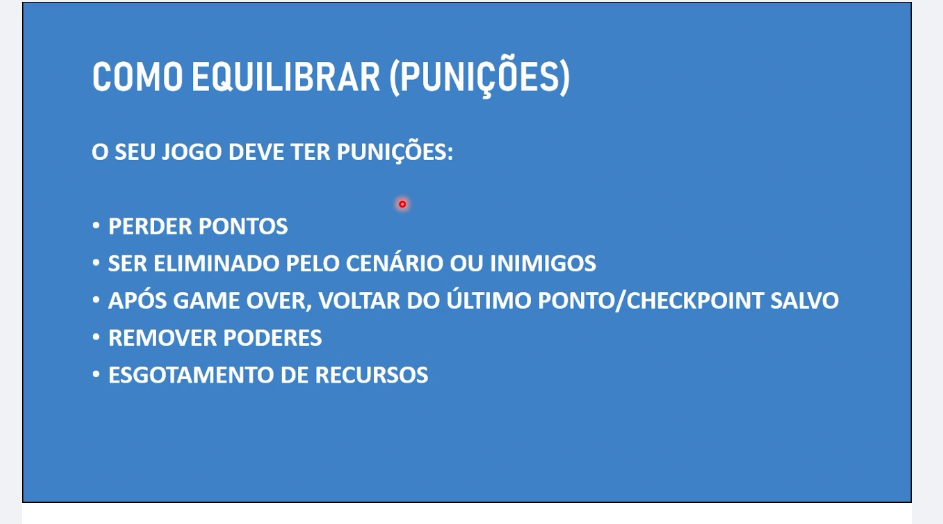 COMO EQUILIBRAR (PUNIÇÕES)
O SEU JOGO DEVE TER PUNIÇÕES:
• PERDER PONTOS
• SER ELIMINADO PELO CENÁRIO OU INIMIGOS
• APÓS GAME OVER, VOLTAR DO ÚLTIMO PONTO/CHECKPOINT SALVO
• REMOVER PODERES
• ESGOTAMENTO DE RECURSOS